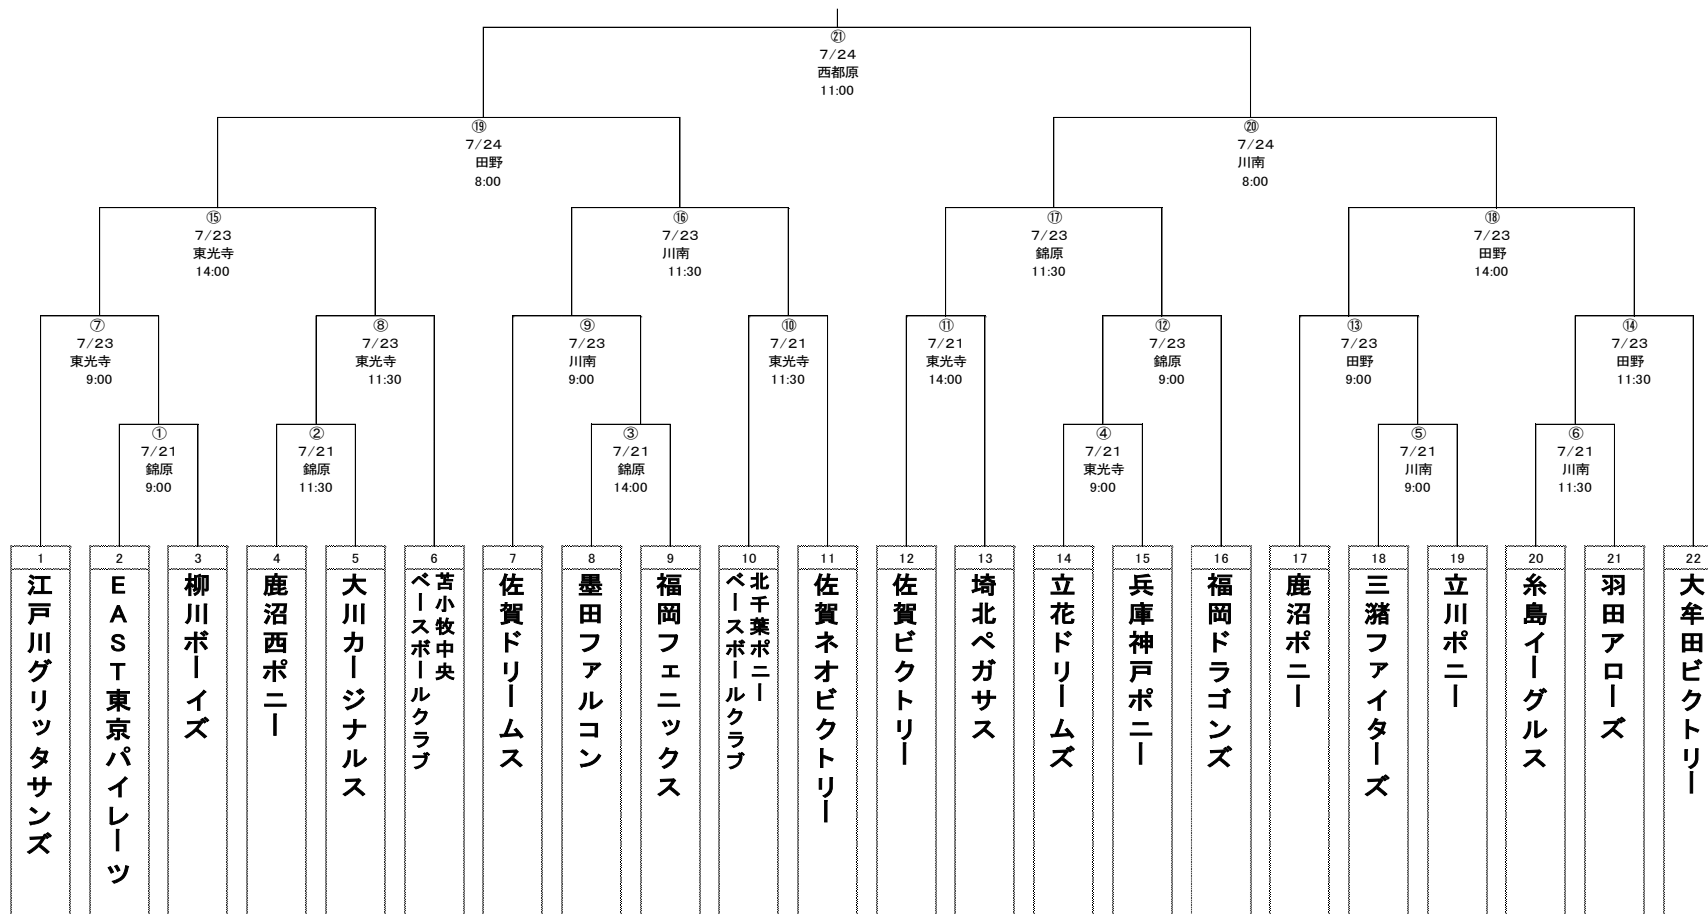 ㉑
7/24
西都原
11:00
⑲
7/24
田野
8:00
⑳
7/24
川南
8:00
⑮
7/23
東光寺
14:00
⑯
7/23
川南
11:30
⑰
7/23
錦原
11:30
⑱
7/23
田野
14:00
⑦
7/23
東光寺
9:00
⑧
7/23
東光寺
11:30
⑨
7/23
川南
9:00
⑩
7/21
東光寺
11:30
⑪
7/21
東光寺
14:00
⑫
7/23
錦原
9:00
⑬
7/23
田野
9:00
⑭
7/23
田野
11:30
①
7/21
錦原
9:00
②
7/21
錦原
11:30
③
7/21
錦原
14:00
④
7/21
東光寺
9:00
⑤
7/21
川南
9:00
⑥
7/21
川南
11:30
1
江戸川グリッタサンズ
2
EAST東京パイレーツ
3
柳川ボーイズ
4
鹿沼西ポニー
5
大川カージナルス
6
苫小牧中央
ベースボールクラブ
7
佐賀ドリームス
8
墨田ファルコン
9
福岡フェニックス
10
北千葉ポニー
ベースボールクラブ
11
佐賀ネオビクトリー
12
佐賀ビクトリー
13
埼北ペガサス
14
立花ドリームズ
15
兵庫神戸ポニー
16
福岡ドラゴンズ
17
鹿沼ポニー
18
三潴ファイターズ
19
立川ポニー
20
糸島イーグルス
21
羽田アローズ
22
大牟田ビクトリー